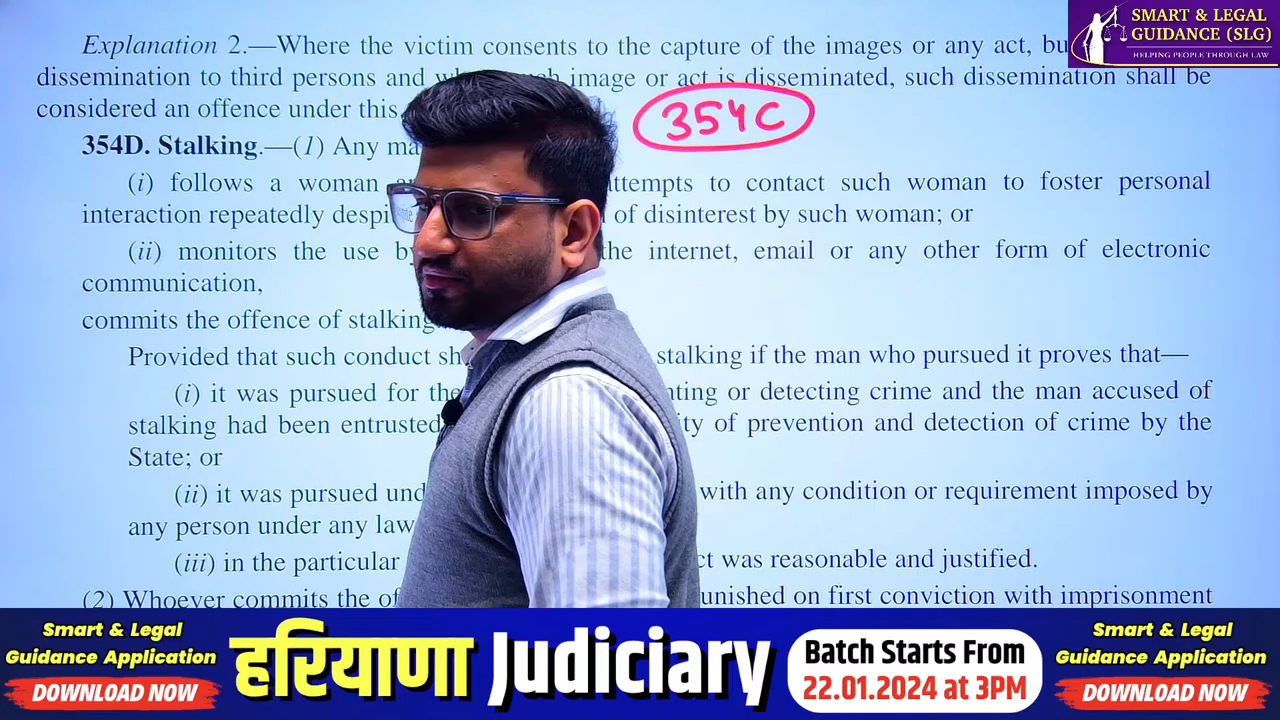 SMART & LEGAL
GUIDANCE (SLG)
HELPING PEOPLE THROUGH LAW
Explanation 2.—Where the victim consents to the capture of the images or any act, bu
dissemination to third persons and image or act is disseminated, such dissemination shall be
considered an offence under this
354C
354D. Stalking.—(1) Any ma
(i) follows a woman attempts to contact such woman to foster personal
interaction repeatedly despi of disinterest by such woman; or
(ii) monitors the use by the internet, email or any other form of electronic
communication,
commits the offence of stalking
Provided that such conduct sh stalking if the man who pursued it proves that—
(i) it was pursued for the nting or detecting crime and the man accused of
stalking had been entrusted ity of prevention and detection of crime by the
State; or
(ii) it was pursued und with any condition or requirement imposed by
any person under any law
(iii) in the particular ct was reasonable and justified.
(2) Whoever commits the of unished on first conviction with imprisonment
Smart & Legal
Guidance Application
DOWNLOAD NOW
हरियाणा Judiciary
Batch Starts From
22.01.2024 at 3PM
Smart & Legal
Guidance Application
DOWNLOAD NOW